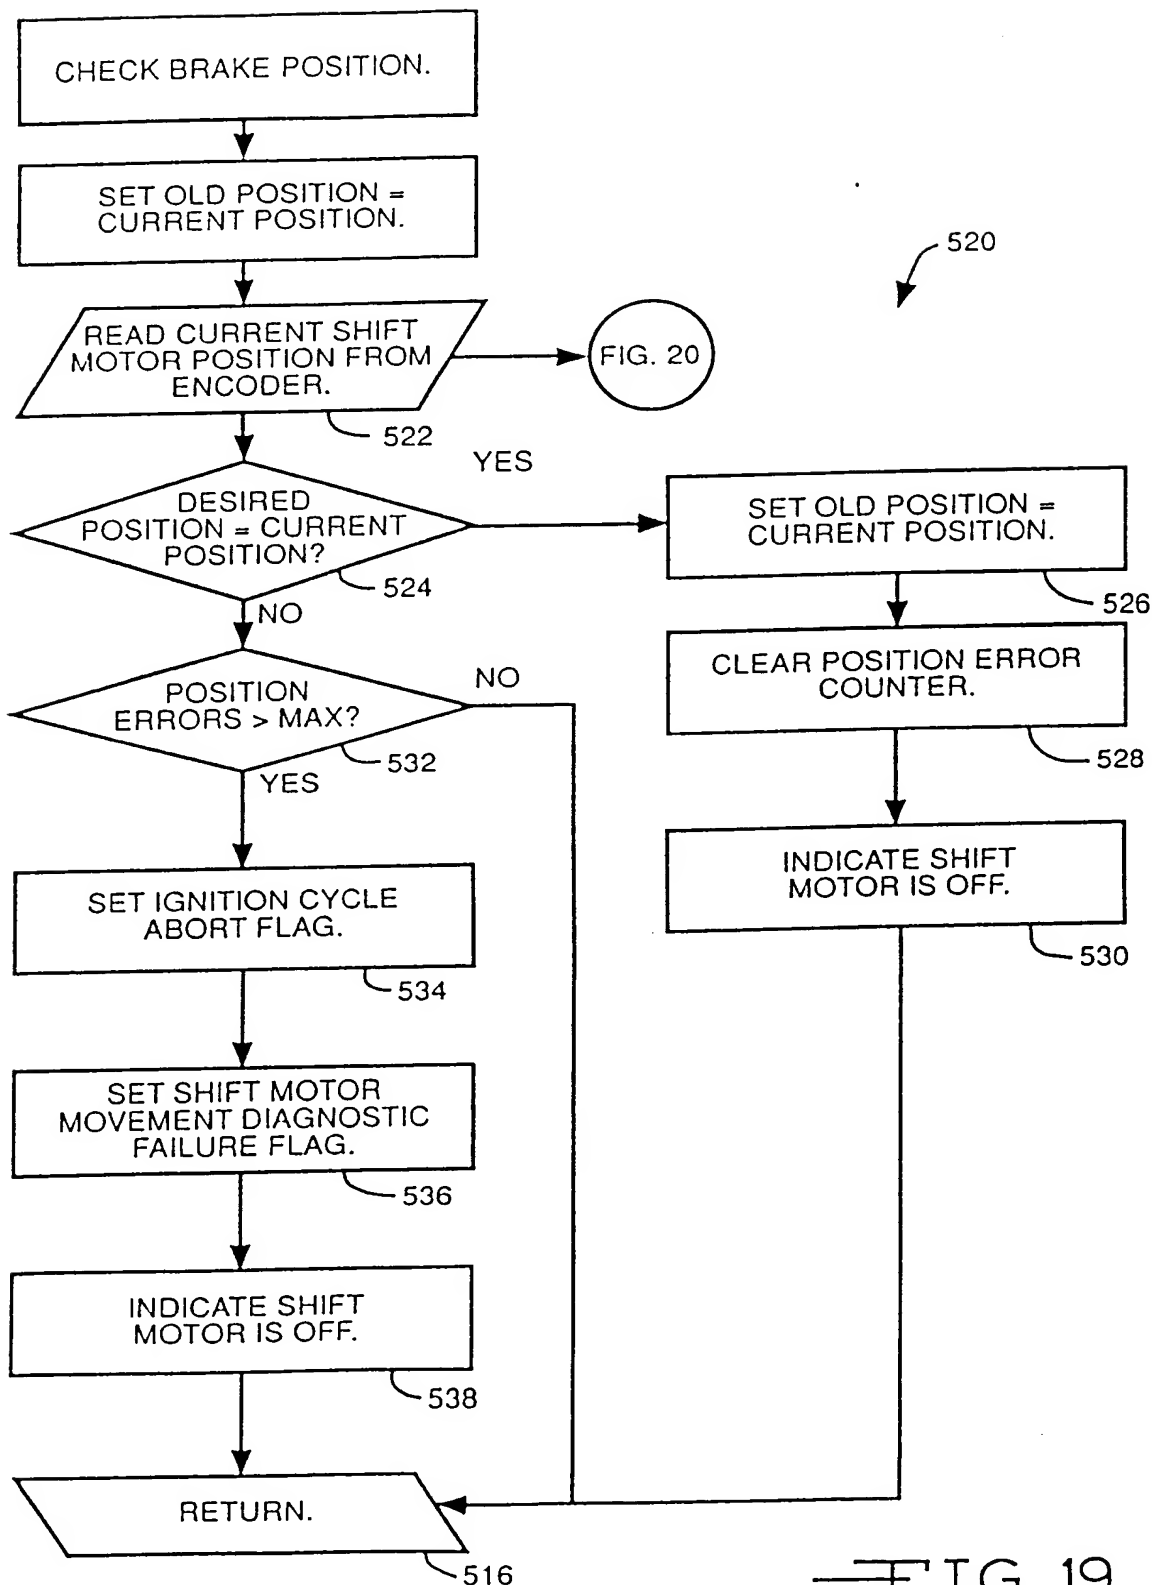 CHECK BRAKE POSITION.
SET OLD POSITION =
CURRENT POSITION.
520
READ CURRENT SHIFT
MOTOR POSITION FROM
ENCODER.
FIG. 20
522
YES
DESIRED
POSITION = CURRENT
POSITION?
524
NO
SET OLD POSITION =
CURRENT POSITION.
526
CLEAR POSITION ERROR
COUNTER.
528
INDICATE SHIFT
MOTOR IS OFF.
530
POSITION
ERRORS > MAX?
NO
532
YES
SET IGNITION CYCLE
ABORT FLAG.
534
SET SHIFT MOTOR
MOVEMENT DIAGNOSTIC
FAILURE FLAG.
536
INDICATE SHIFT
MOTOR IS OFF.
538
RETURN.
516
FIG. 19